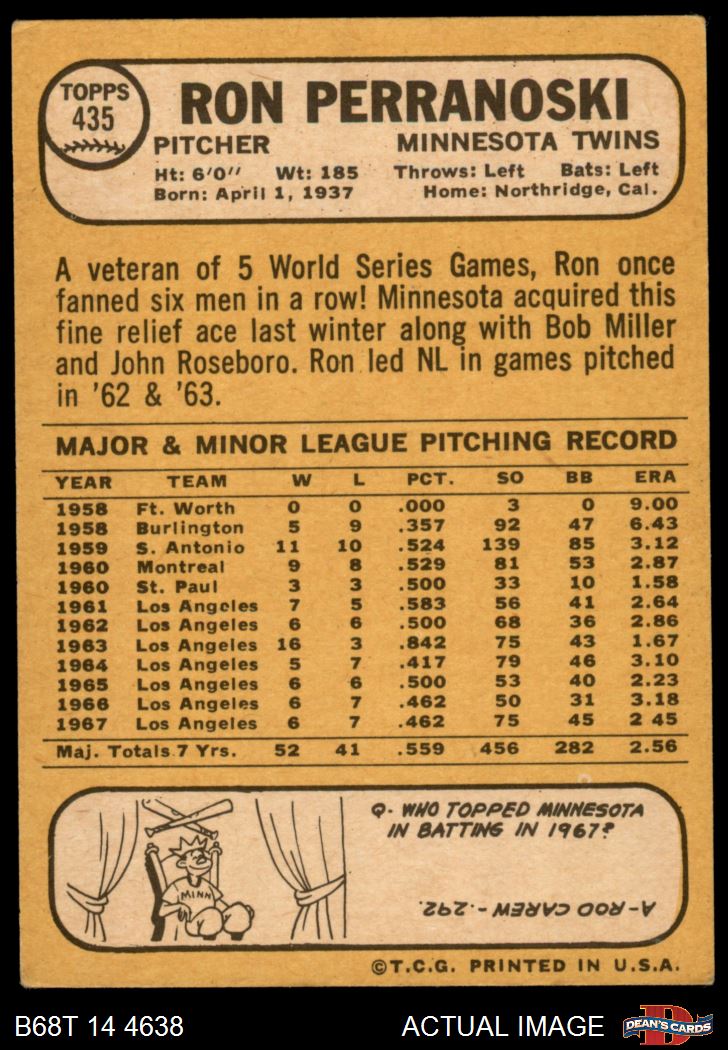 TOPPS
435
RON PERRANOSKI
PITCHER MINNESOTA TWINS
Ht: 6'0" Wt: 185 Throws: Left Bats: Left
Born: April 1, 1937 Home: Northridge, Cal.
A veteran of 5 World Series Games, Ron once
fanned six men in a row! Minnesota acquired this
fine relief ace last winter along with Bob Miller
and John Roseboro. Ron led NL in games pitched
in '62 & '63.
MAJOR & MINOR LEAGUE PITCHING RECORD
YEAR TEAM W L PCT. SO BB ERA
1958 Ft. Worth 0 0 .000 3 0 9.00
1958 Burlington 5 9 .357 92 47 6.43
1959 S. Antonio 11 10 .524 139 85 3.12
1960 Montreal 9 8 .529 81 53 2.87
1960 St. Paul 3 3 .500 33 10 1.58
1961 Los Angeles 7 5 .583 56 41 2.64
1962 Los Angeles 6 6 .500 68 36 2.86
1963 Los Angeles 16 3 .842 75 43 1.67
1964 Los Angeles 5 7 .417 79 46 3.10
1965 Los Angeles 6 6 .500 53 40 2.23
1966 Los Angeles 6 7 .462 50 31 3.18
1967 Los Angeles 6 7 .462 75 45 2 45
Maj. Totals 7 Yrs. 52 41 .559 456 282 2.56
Q- WHO TOPPED MINNESOTA
IN BATTING IN 1967?
MINN
A-ROD CAREW-.292.
©T.C.G. PRINTED IN U.S.A.
B68T 14 4638 ACTUAL IMAGE D DEAN'S CARDS